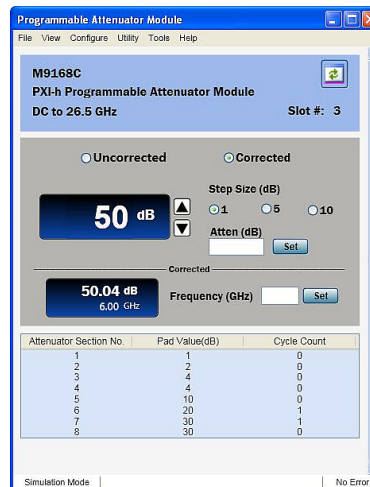 Programmable Attenuator Module
File View Configure Utility Tools Help
M9168C
PXI-h Programmable Attenuator Module
DC to 26.5 GHz Slot #: 3
Uncorrected Corrected
50 dB
Step Size (dB)
1 5 10
Atten (dB)
Set
Corrected
50.04 dB
6.00 GHz
Frequency (GHz) Set
Attenuator Section No. Pad Value(dB) Cycle Count
1 1 0
2 2 0
3 4 0
4 4 0
5 10 0
6 20 1
7 30 1
8 30 0
Simulation Mode No Error